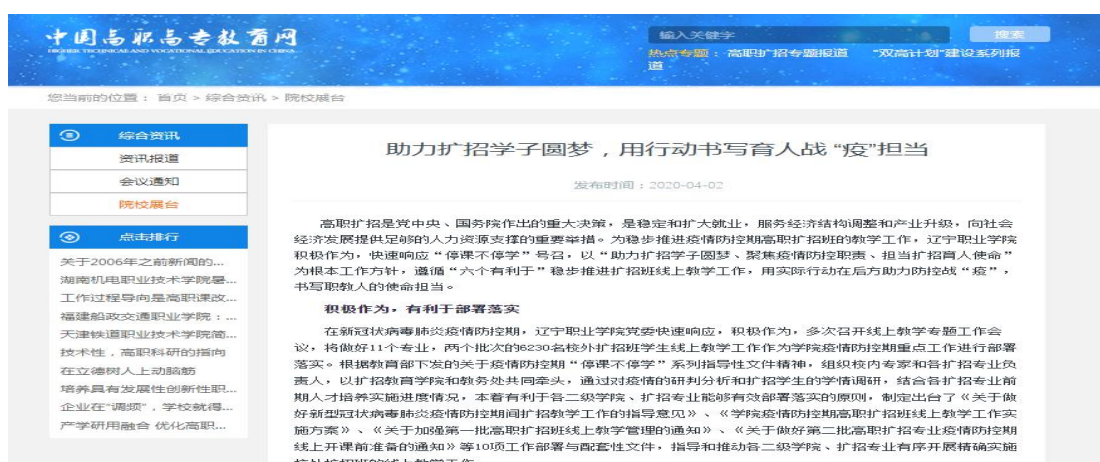 中国高职高专教育网
HIGHER TECHNICAL AND VOCATIONAL EDUCATION IN CHINA
输入关键字
搜索
热点专题： 高职扩招专题报道 "双高计划"建设系列报
道
您当前的位置： 首页 > 综合资讯 > 院校展台
综合资讯
资讯报道
会议通知
院校展台
点击排行
关于2006年之前新闻的...
湖南机电职业技术学院暑...
工作过程导向是高职课改...
福建船政交通职业学院：...
天津铁道职业技术学院简...
技术性，高职科研的指向
在立德树人上动脑筋
培养具有发展性创新性职...
企业在"调频"，学校就得...
产学研用融合 优化高职...
助力扩招学子圆梦，用行动书写育人战 "疫"担当
发布时间：2020-04-02
高职扩招是党中央、国务院作出的重大决策，是稳定和扩大就业，服务经济结构调整和产业升级，向社会
经济发展提供足够的人力资源支撑的重要举措。为稳步推进疫情防控期高职扩招班的教学工作，辽宁职业学院
积极作为，快速响应"停课不停学"号召，以"助力扩招学子圆梦、聚焦疫情防控职责、担当扩招育人使命"
为根本工作方针，遵循"六个有利于"稳步推进扩招班线上教学工作，用实际行动在后方助力防控战"疫"，
书写职教人的使命担当。
积极作为，有利于部署落实
在新冠状病毒肺炎疫情防控期，辽宁职业学院党委快速响应，积极作为，多次召开线上教学专题工作会
议，将做好11个专业，两个批次的6230名校外扩招班学生线上教学工作作为学院疫情防控期重点工作进行部署
落实。根据教育部下发的关于疫情防控期"停课不停学"系列指导性文件精神，组织校内专家和各扩招专业负
责人，以扩招教育学院和教务处共同牵头，通过对疫情的研判分析和扩招学生的学情调研，结合各扩招专业前
期人才培养实施进度情况，本着有利于各二级学院、扩招专业能够有效部署落实的原则，制定出台了《关于做
好新型冠状病毒肺炎疫情防控期间扩招教学工作的指导意见》、《学院疫情防控期高职扩招班线上教学工作实
施方案》、《关于加强第一批高职扩招班线上教学管理的通知》、《关于做好第二批高职扩招专业疫情防控期
线上开课前准备的通知》等10项工作部署与配套性文件，指导和推动各二级学院、扩招专业有序开展精确实施